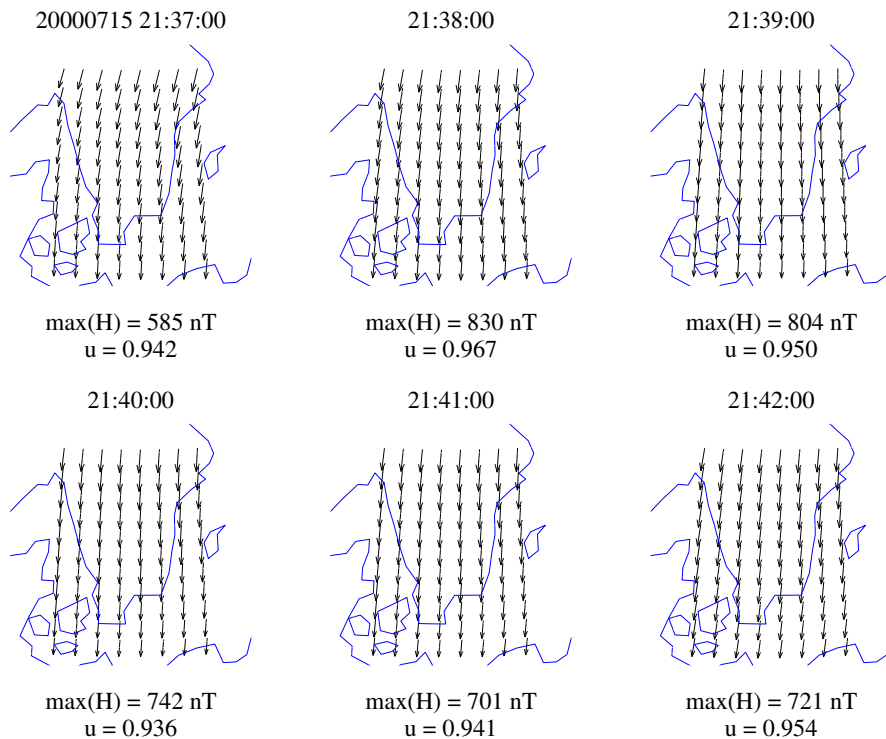 20000715 21:37:00
21:38:00
21:39:00
max(H) = 585 nT
u = 0.942
max(H) = 830 nT
u = 0.967
max(H) = 804 nT
u = 0.950
21:40:00
21:41:00
21:42:00
max(H) = 742 nT
u = 0.936
max(H) = 701 nT
u = 0.941
max(H) = 721 nT
u = 0.954